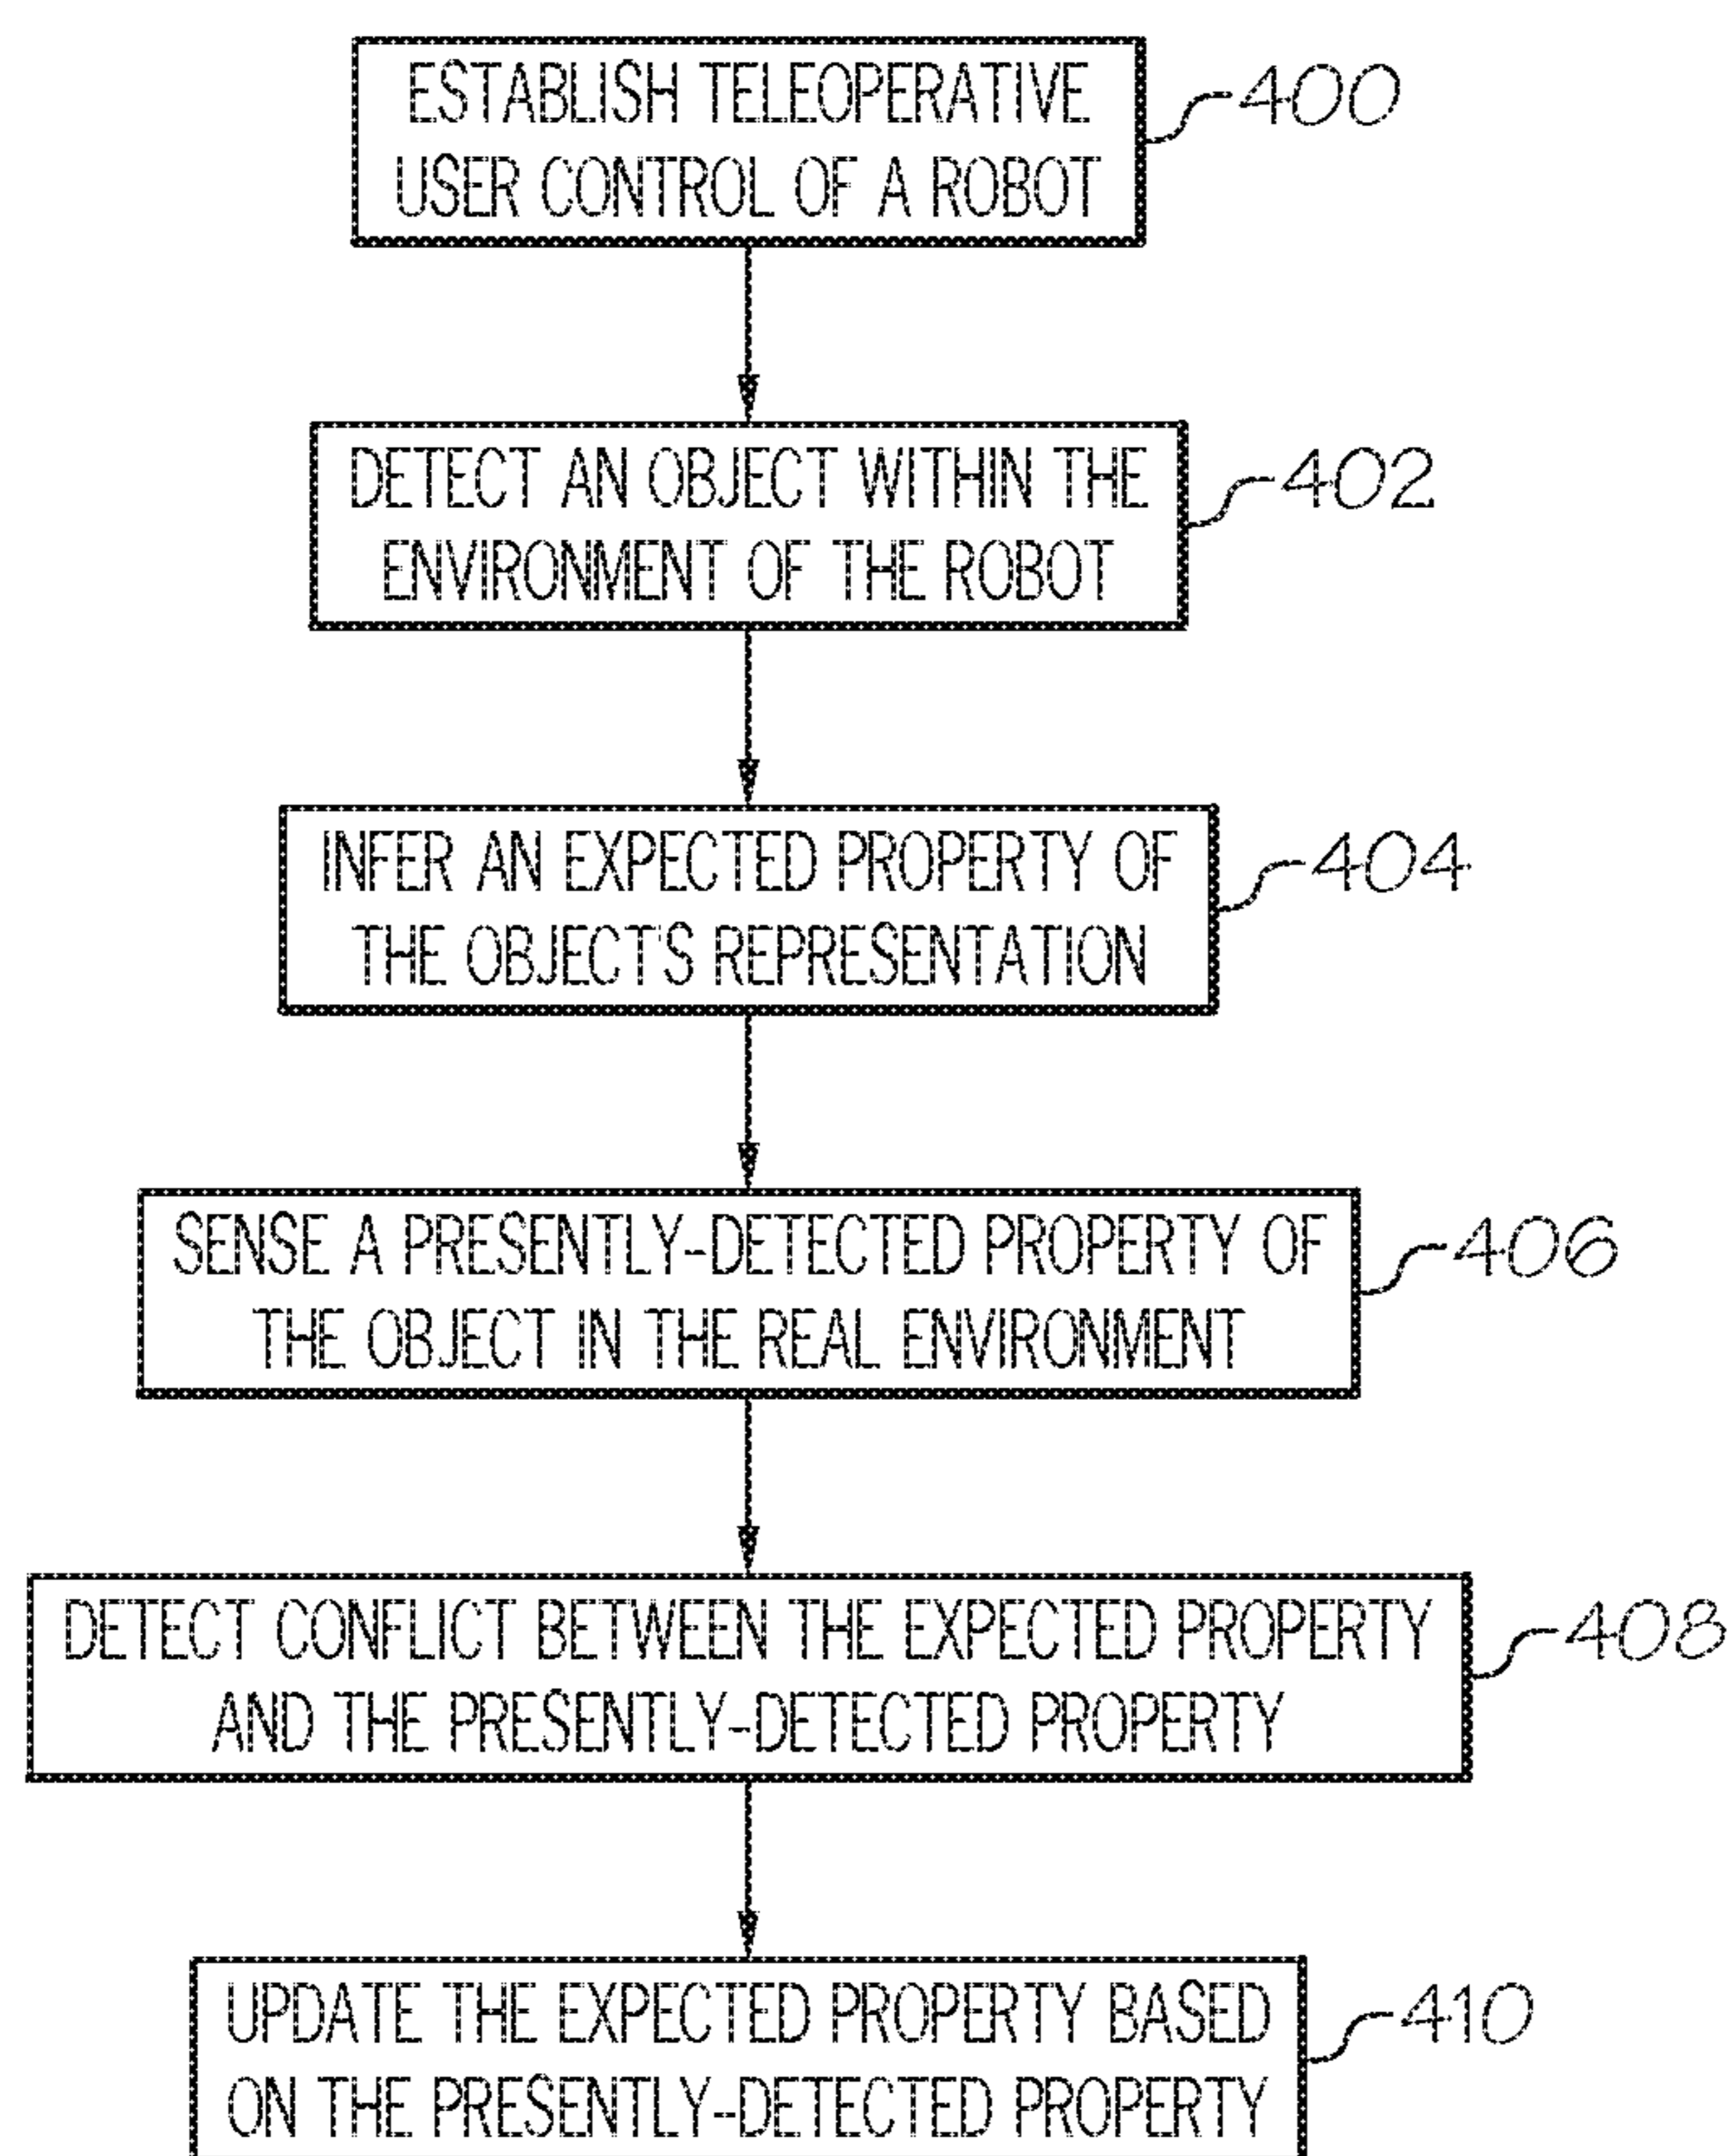 ESTABLISH TELEOPERATIVE
USER CONTROL OF A ROBOT
400
DETECT AN OBJECT WITHIN THE
ENVIRONMENT OF THE ROBOT
402
INFER AN EXPECTED PROPERTY OF
THE OBJECT'S REPRESENTATION
404
SENSE A PRESENTLY-DETECTED PROPERTY OF
THE OBJECT IN THE REAL ENVIRONMENT
406
DETECT CONFLICT BETWEEN THE EXPECTED PROPERTY
AND THE PRESENTLY-DETECTED PROPERTY
408
UPDATE THE EXPECTED PROPERTY BASED
ON THE PRESENTLY-DETECTED PROPERTY
410